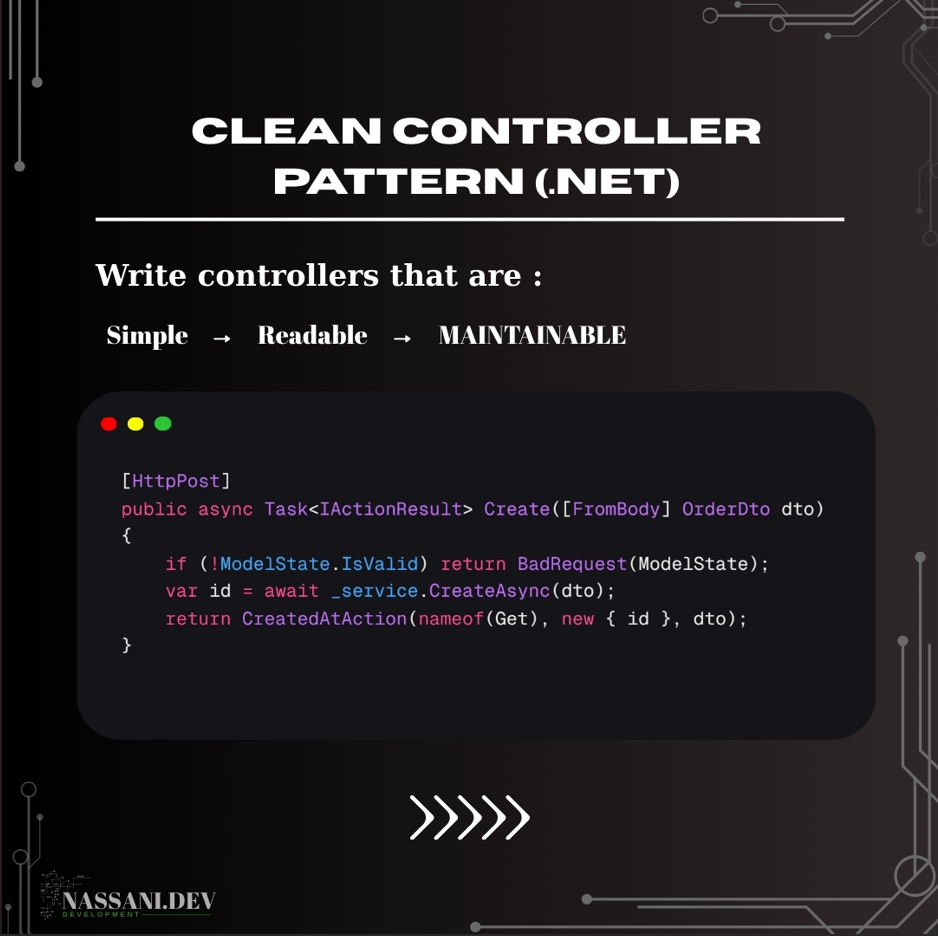 CLEAN CONTROLLER
PATTERN (.NET)
Write controllers that are :
Simple → Readable → MAINTAINABLE
[HttpPost]
public async Task<IActionResult> Create([FromBody] OrderDto dto)
{
    if (!ModelState.IsValid) return BadRequest(ModelState);
    var id = await _service.CreateAsync(dto);
    return CreatedAtAction(nameof(Get), new { id }, dto);
}
NASSANI.DEV
DEVELOPMENT